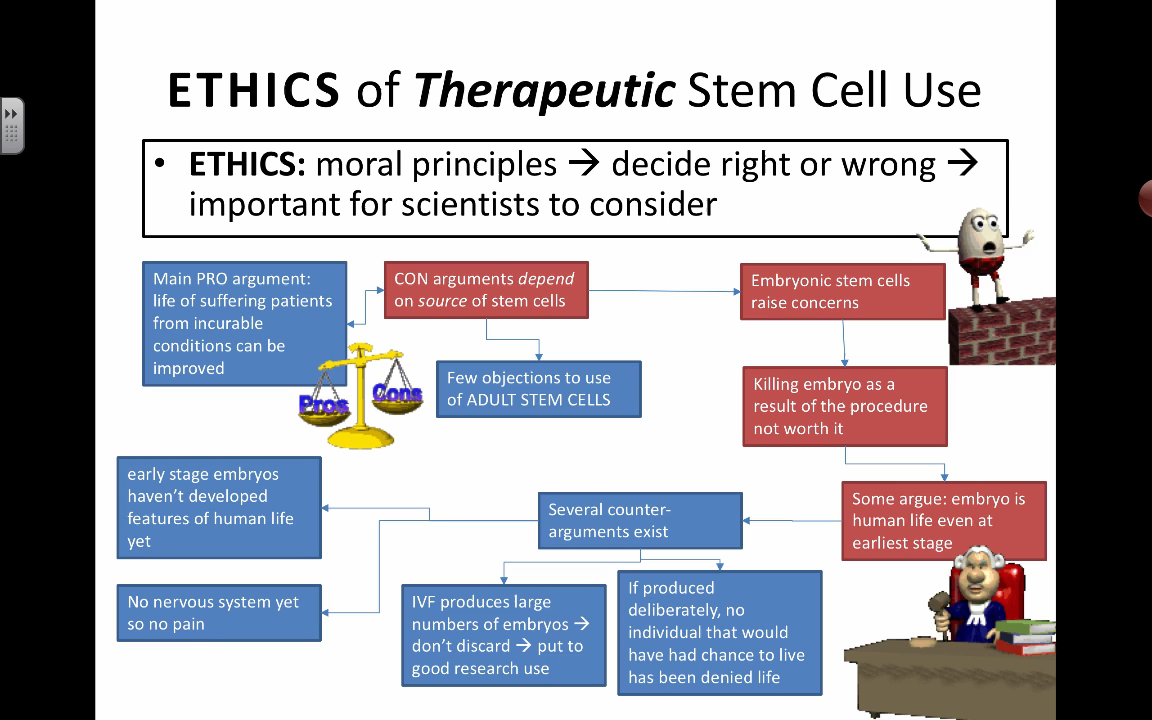 ETHICS of Therapeutic Stem Cell Use
• ETHICS: moral principles → decide right or wrong →
important for scientists to consider
Main PRO argument:
life of suffering patients
from incurable
conditions can be
improved
CON arguments depend
on source of stem cells
Embryonic stem cells
raise concerns
Pros
Cons
Few objections to use
of ADULT STEM CELLS
Killing embryo as a
result of the procedure
not worth it
Some argue: embryo is
human life even at
earliest stage
Several counter-
arguments exist
early stage embryos
haven't developed
features of human life
yet
No nervous system yet
so no pain
IVF produces large
numbers of embryos →
don't discard → put to
good research use
If produced
deliberately, no
individual that would
have had chance to live
has been denied life